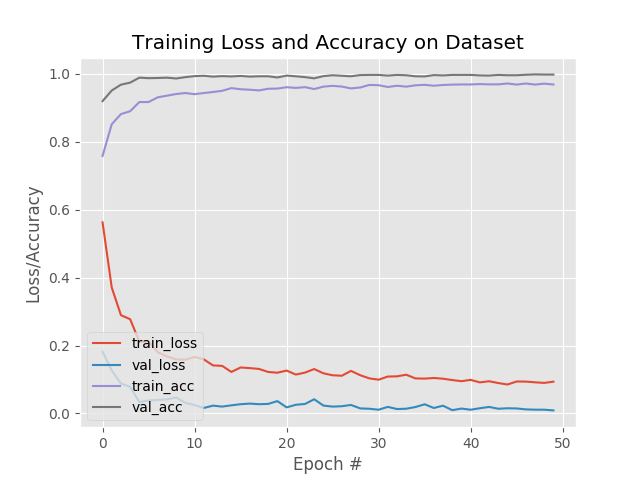 Training Loss and Accuracy on Dataset
1.0
0.8
0.6
0.4
0.2
0.0
Loss/Accuracy
train_loss
val_loss
train_acc
val_acc
0 10 20 30 40 50
Epoch #